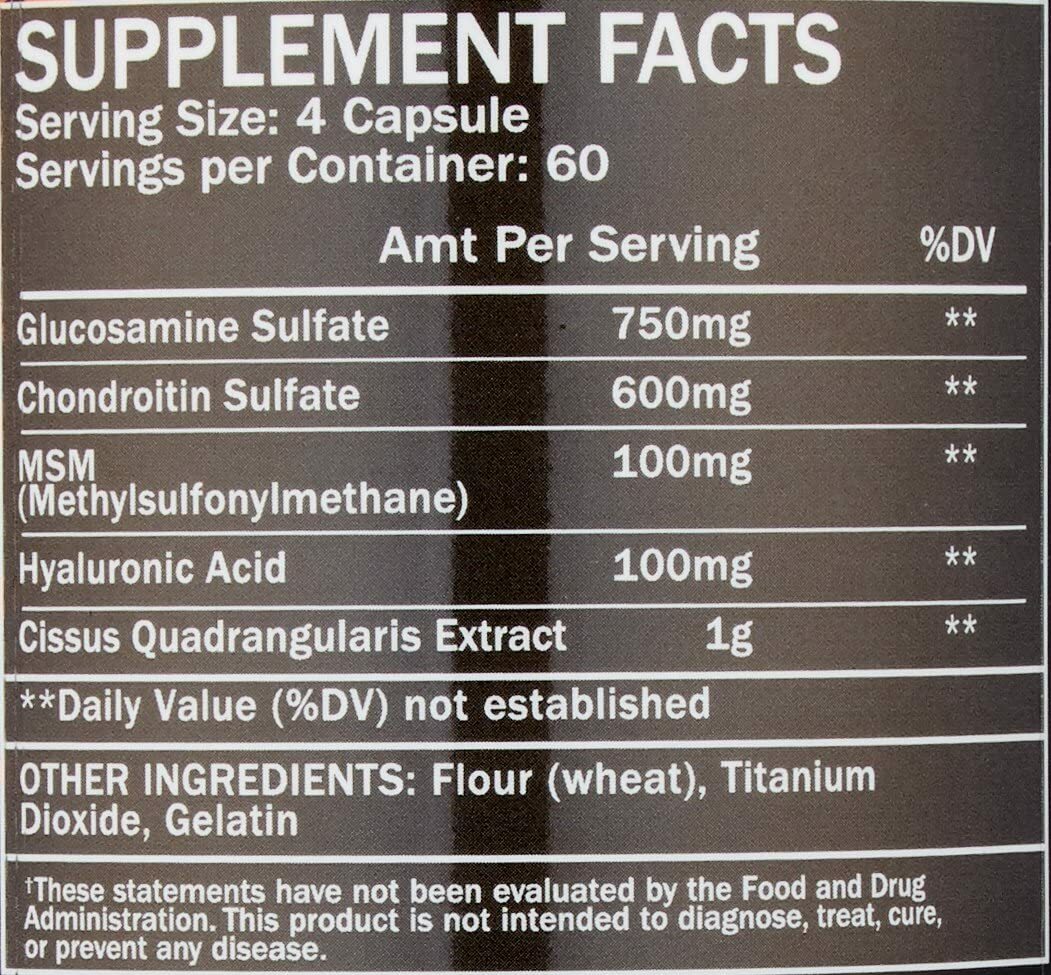 SUPPLEMENT FACTS
Serving Size: 4 Capsule
Servings per Container: 60
Amt Per Serving %DV
Glucosamine Sulfate 750mg **
Chondroitin Sulfate 600mg **
MSM 100mg **
(Methylsulfonylmethane)
Hyaluronic Acid 100mg **
Cissus Quadrangularis Extract 1g **
**Daily Value (%DV) not established
OTHER INGREDIENTS: Flour (wheat), Titanium
Dioxide, Gelatin
†These statements have not been evaluated by the Food and Drug
Administration. This product is not intended to diagnose, treat, cure,
or prevent any disease.